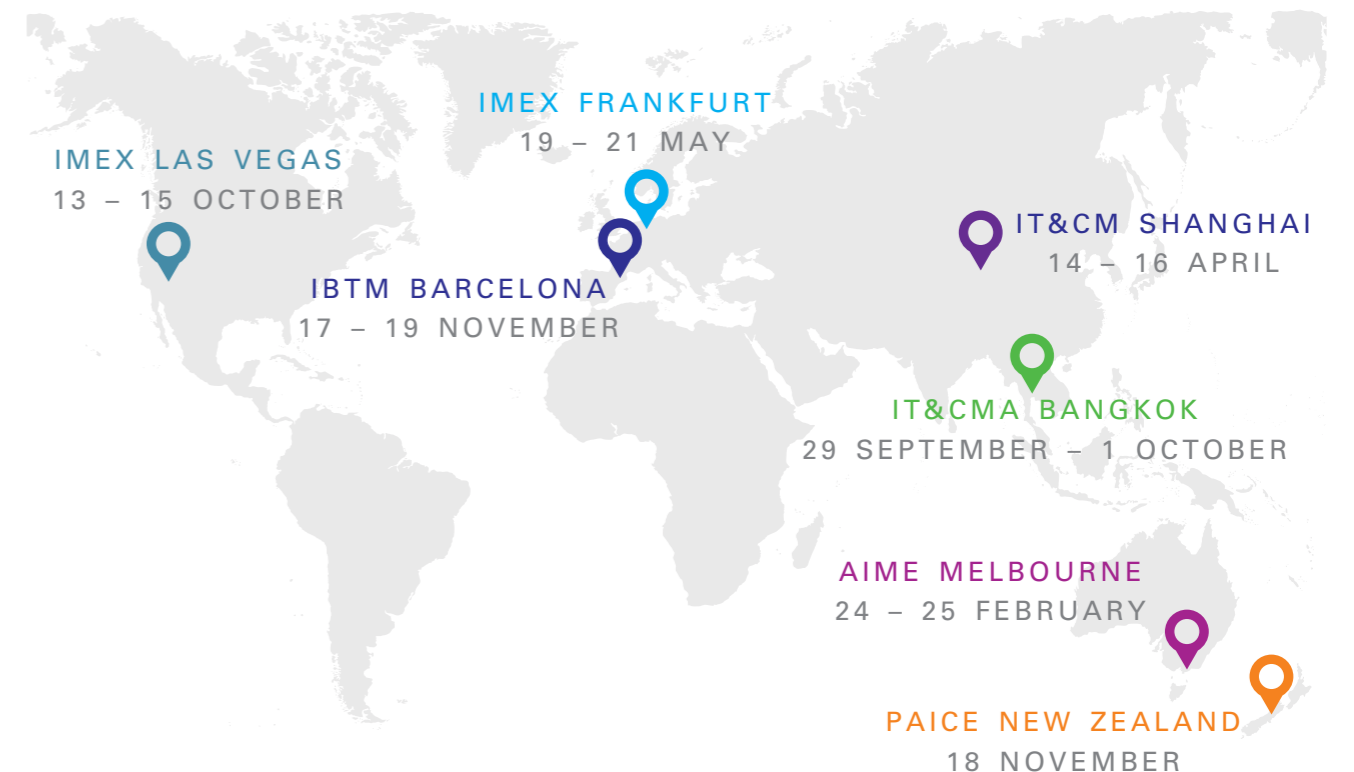 IMEX FRANKFURT
19 – 21 MAY
IMEX LAS VEGAS
13 – 15 OCTOBER
IT&CM SHANGHAI
14 – 16 APRIL
IBTM BARCELONA
17 – 19 NOVEMBER
IT&CMA BANGKOK
29 SEPTEMBER – 1 OCTOBER
AIME MELBOURNE
24 – 25 FEBRUARY
PAICE NEW ZEALAND
18 NOVEMBER